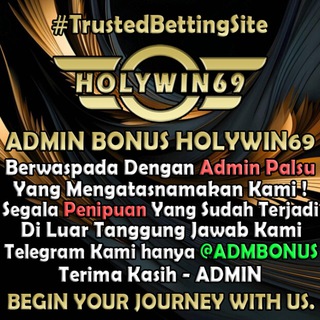 #TrustedBettingSite
HOLYWIN69
ADMIN BONUS HOLYWIN69
Berwaspada Dengan Admin Palsu
Yang Mengatasnamakan Kami !
Segala Penipuan Yang Sudah Terjadi
Di Luar Tanggung Jawab Kami
Telegram Kami hanya @ADMBONUS
Terima Kasih - ADMIN
BEGIN YOUR JOURNEY WITH US.